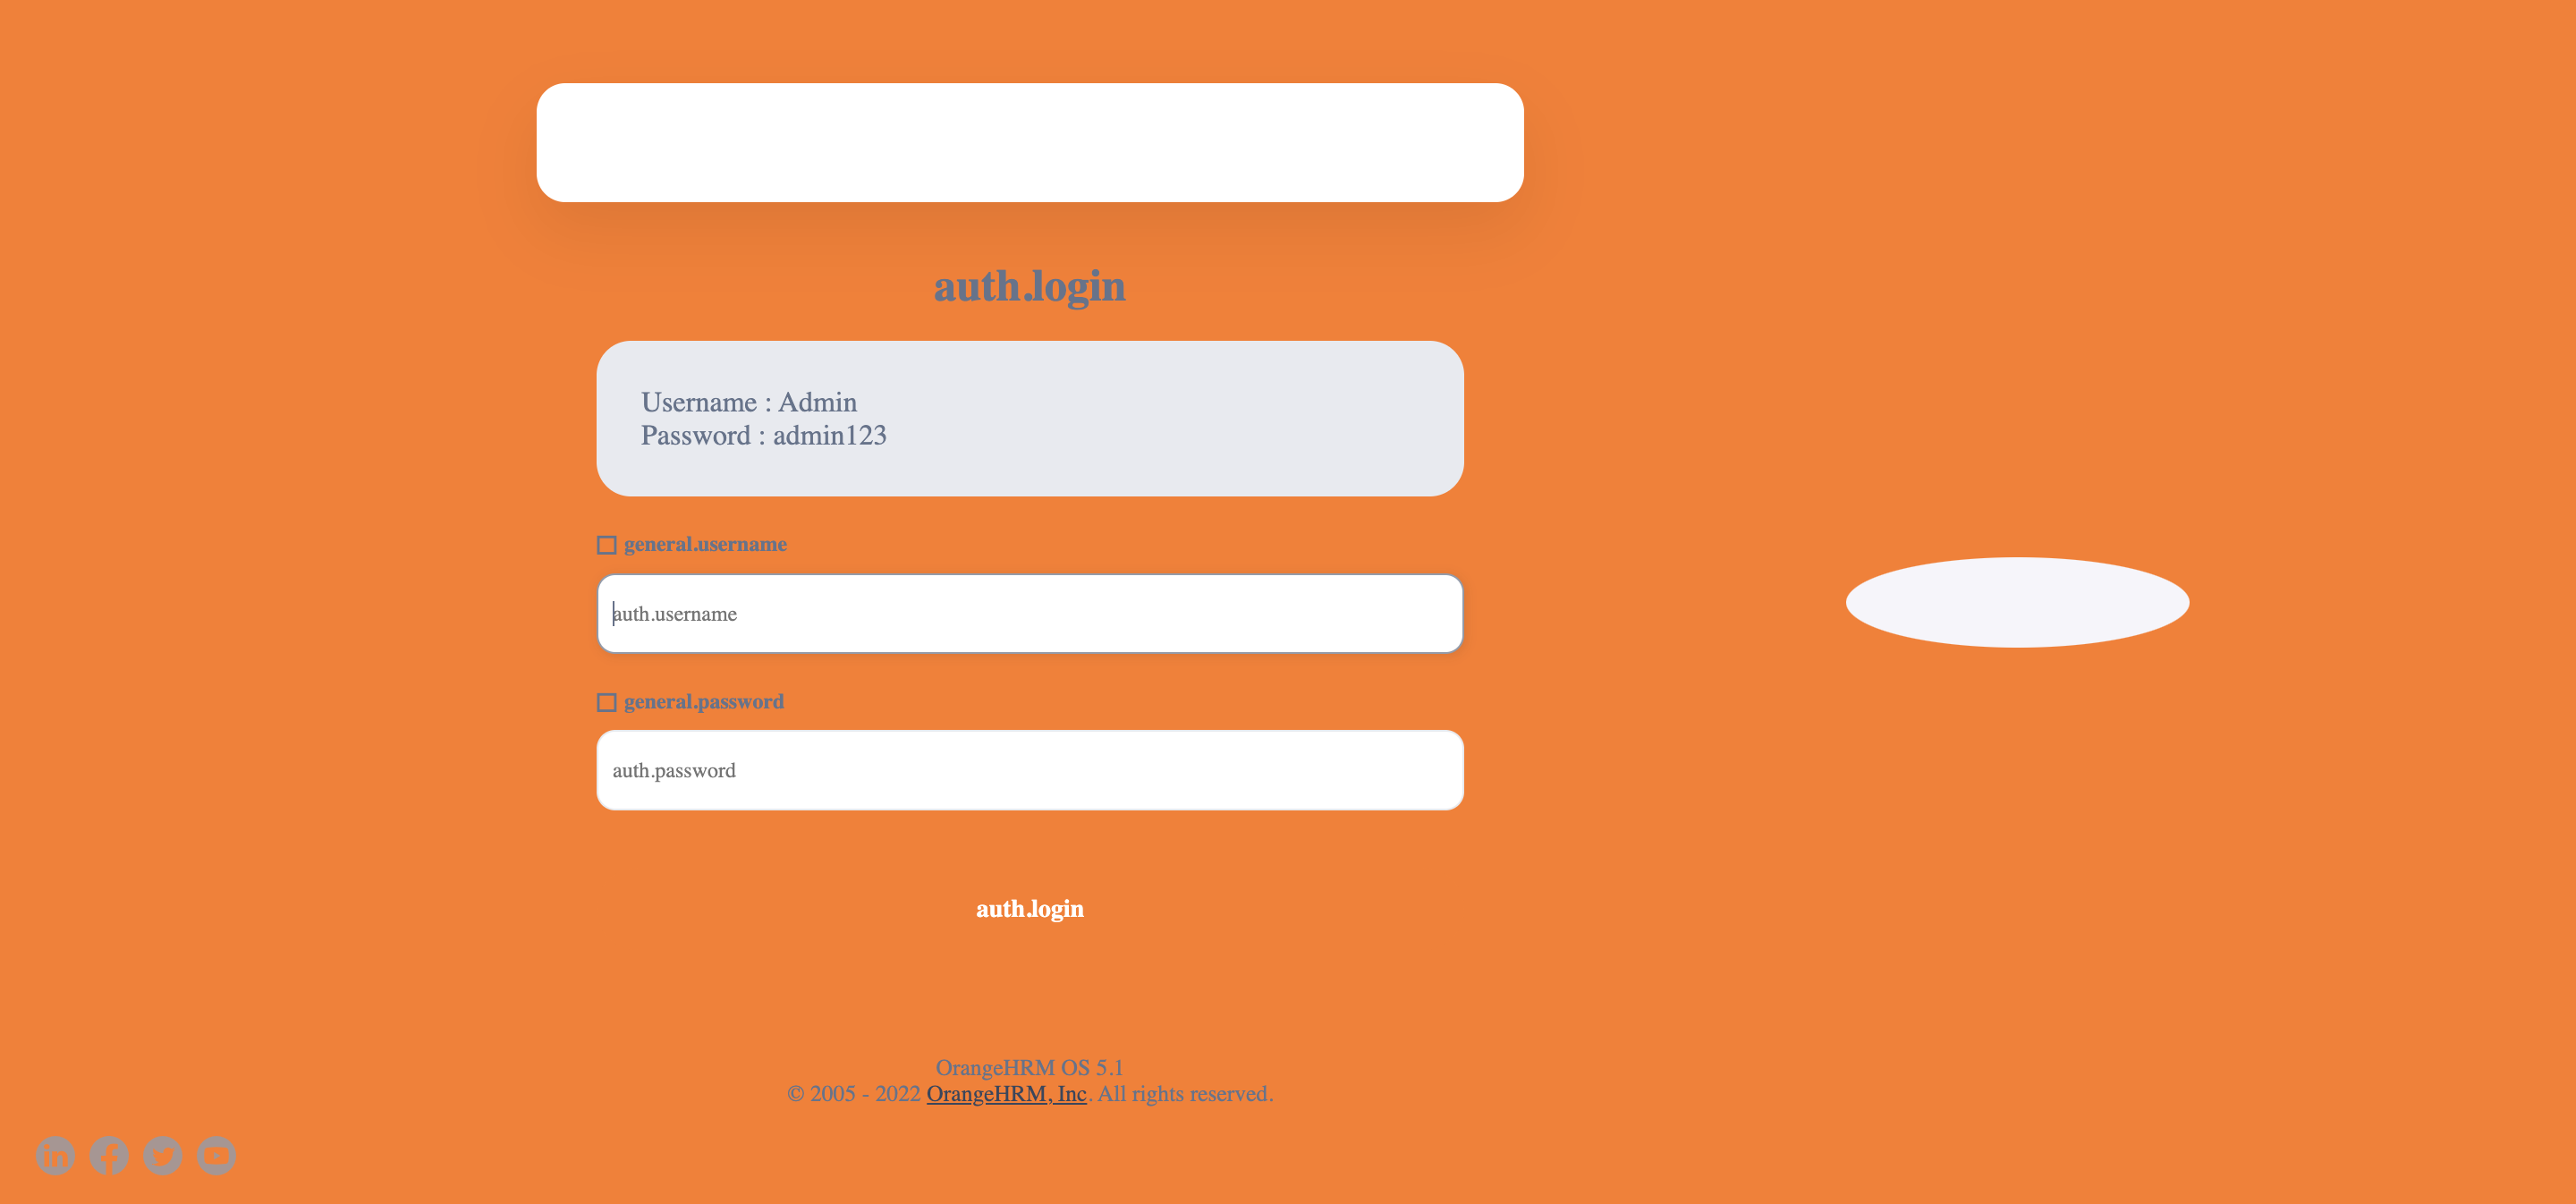 auth.login
Username : Admin
Password : admin123
general.username
auth.username
general.password
auth.password
auth.login
OrangeHRM OS 5.1
© 2005 - 2022 OrangeHRM, Inc. All rights reserved.